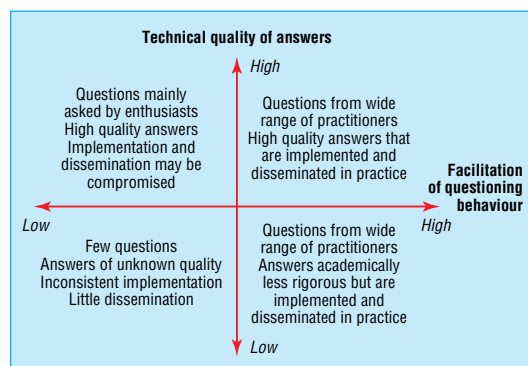 Technical quality of answers
High
Questions mainly
asked by enthusiasts
High quality answers
Implementation and
dissemination may be
compromised
Questions from wide
range of practitioners
High quality answers that
are implemented and
disseminated in practice
Facilitation
of questioning
behaviour
Low
High
Few questions
Answers of unknown quality
Inconsistent implementation
Little dissemination
Questions from wide
range of practitioners
Answers academically
less rigorous but are
implemented and
disseminated in practice
Low